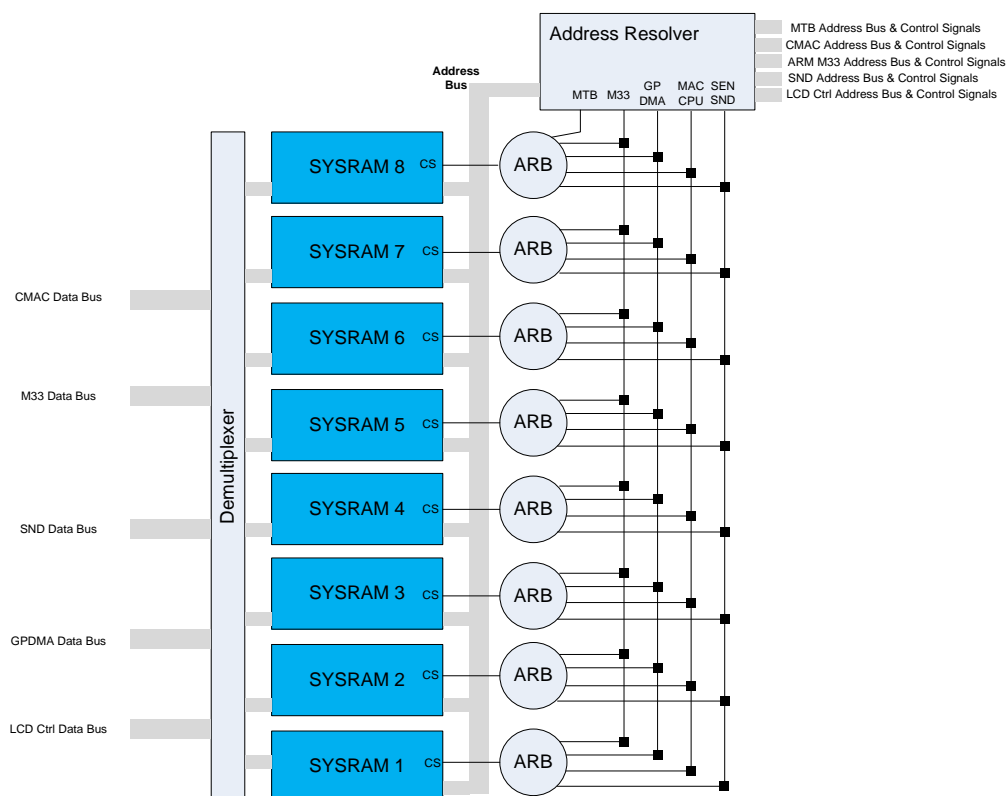 Address Resolver
MTB Address Bus & Control Signals
CMAC Address Bus & Control Signals
ARM M33 Address Bus & Control Signals
SND Address Bus & Control Signals
LCD Ctrl Address Bus & Control Signals
Address
Bus
GP MAC SEN
MTB M33 DMA CPU SND
SYSRAM 8 CS ARB
SYSRAM 7 CS ARB
CMAC Data Bus
SYSRAM 6 CS ARB
M33 Data Bus
SYSRAM 5 CS ARB
Demultiplexer
SYSRAM 4 CS ARB
SND Data Bus
SYSRAM 3 CS ARB
GPDMA Data Bus
SYSRAM 2 CS ARB
LCD Ctrl Data Bus
SYSRAM 1 CS ARB